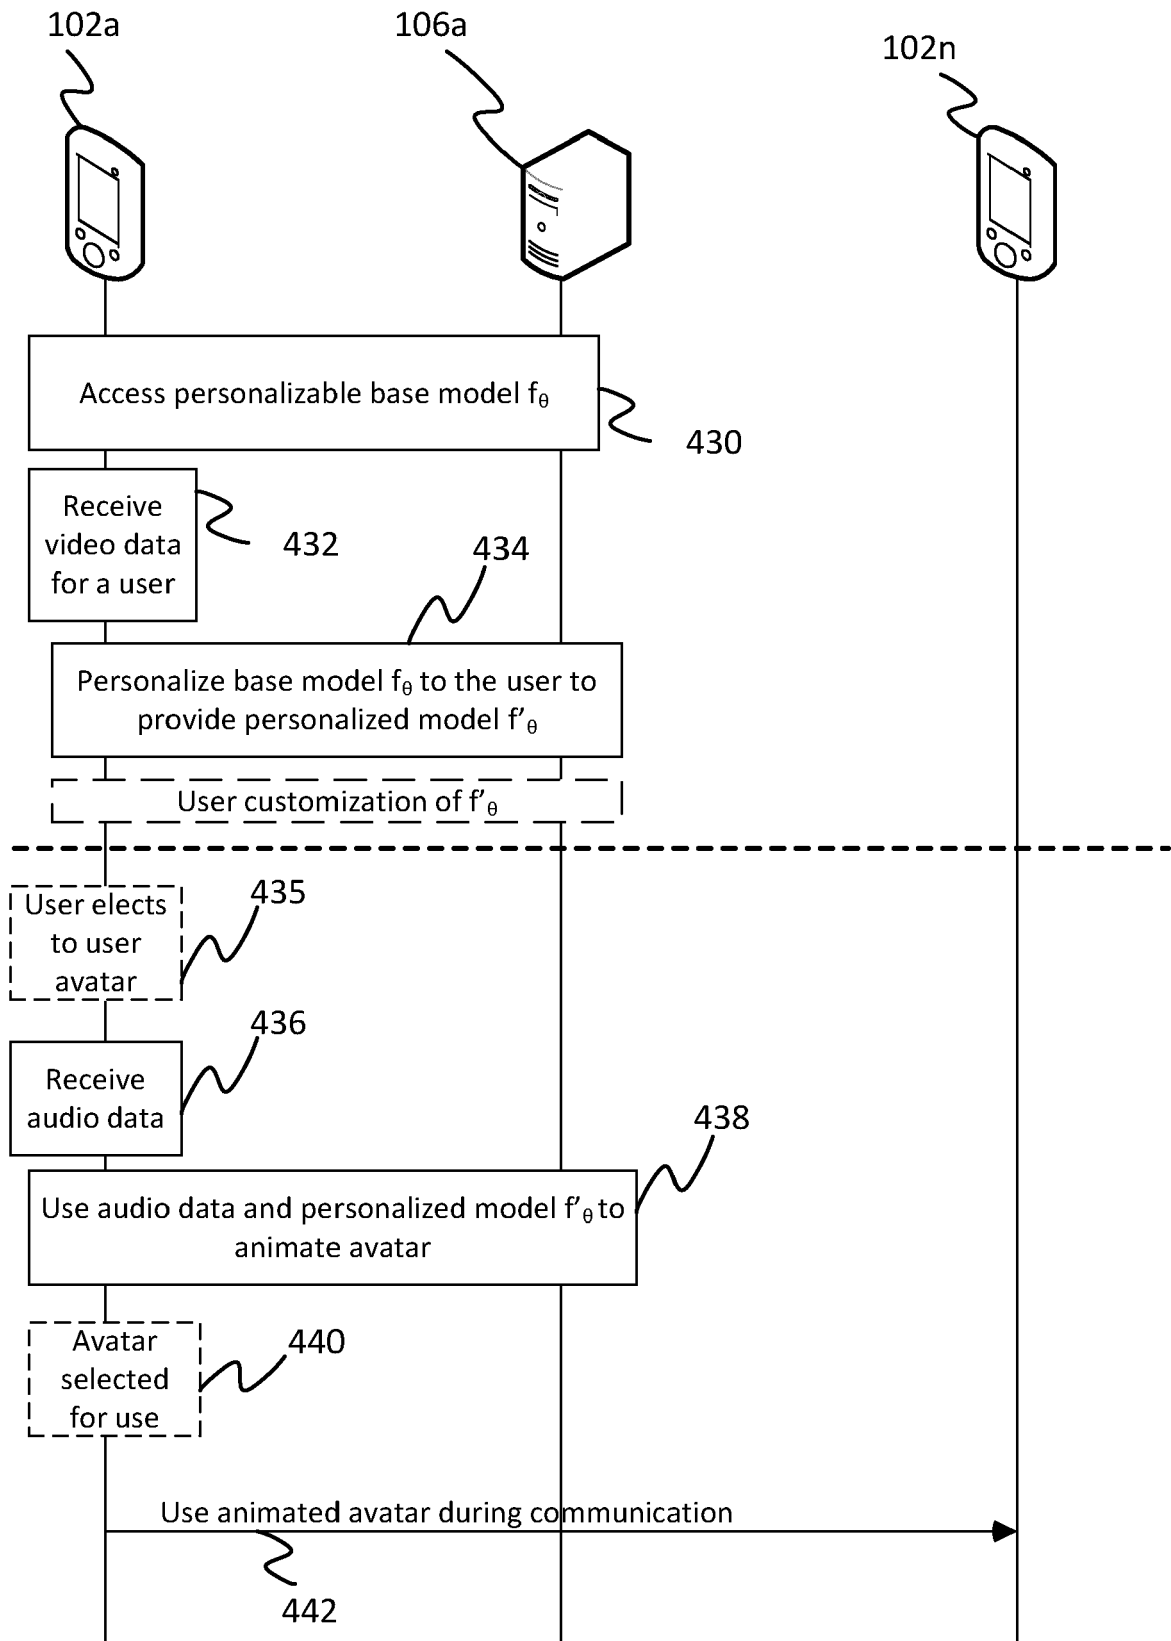 102a
106a
102n
Access personalizable base model fθ
430
Receive
video data
for a user
432
434
Personalize base model fθ to the user to
provide personalized model f'θ
User customization of f'θ
User elects
to user
avatar
435
436
Receive
audio data
438
Use audio data and personalized model f'θ to
animate avatar
Avatar
selected
for use
440
Use animated avatar during communication
442